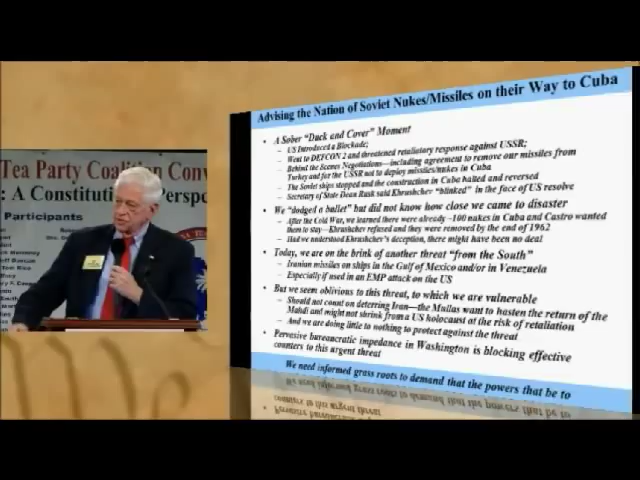 Tea Party Coalition Conv
: A Constituti Perspe
Participants
Advising the Nation of Soviet Nukes/Missiles on their Way to Cuba
• A Sober "Duck and Cover" Moment
– US Introduced a Blockade;
– Went to DEFCON 2 and threatened retaliatory response against USSR;
– Behind the Scenes Negotiations—including agreement to remove our missiles from
Turkey and for the USSR not to deploy missiles/nukes in Cuba
– The Soviet ships stopped and the construction in Cuba halted and reversed
– Secretary of State Dean Rusk said Khrushchev "blinked" in the face of US resolve
• We "dodged a bullet" but did not know how close we came to disaster
– After the Cold War, we learned there were already ~100 nukes in Cuba and Castro wanted
them to stay—Khrushchev refused and they were removed by the end of 1962
– Had we understood Khrushchev's deception, there might have been no deal
• Today, we are on the brink of another threat "from the South"
– Iranian missiles on ships in the Gulf of Mexico and/or in Venezuela
– Especially if used in an EMP attack on the US
• But we seem oblivious to this threat, to which we are vulnerable
– Should not count on deterring Iran—the Mullas want to hasten the return of the
Mahdi and might not shrink from a US holocaust at the risk of retaliation
– And we are doing little to nothing to protect against the threat
• Pervasive bureaucratic impedance in Washington is blocking effective
counters to this urgent threat
We need informed grass roots to demand that the powers that be to